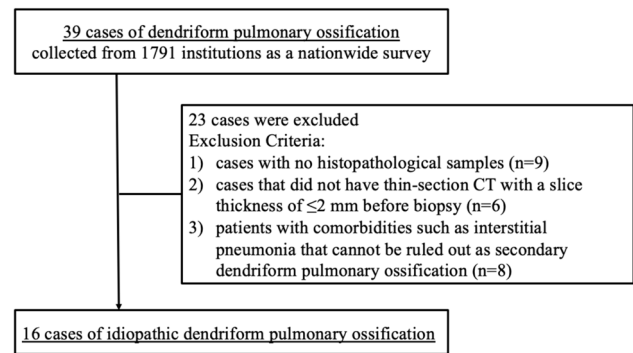 39 cases of dendriform pulmonary ossification
collected from 1791 institutions as a nationwide survey
23 cases were excluded
Exclusion Criteria:
1) cases with no histopathological samples (n=9)
2) cases that did not have thin-section CT with a slice
thickness of ≤2 mm before biopsy (n=6)
3) patients with comorbidities such as interstitial
pneumonia that cannot be ruled out as secondary
dendriform pulmonary ossification (n=8)
16 cases of idiopathic dendriform pulmonary ossification